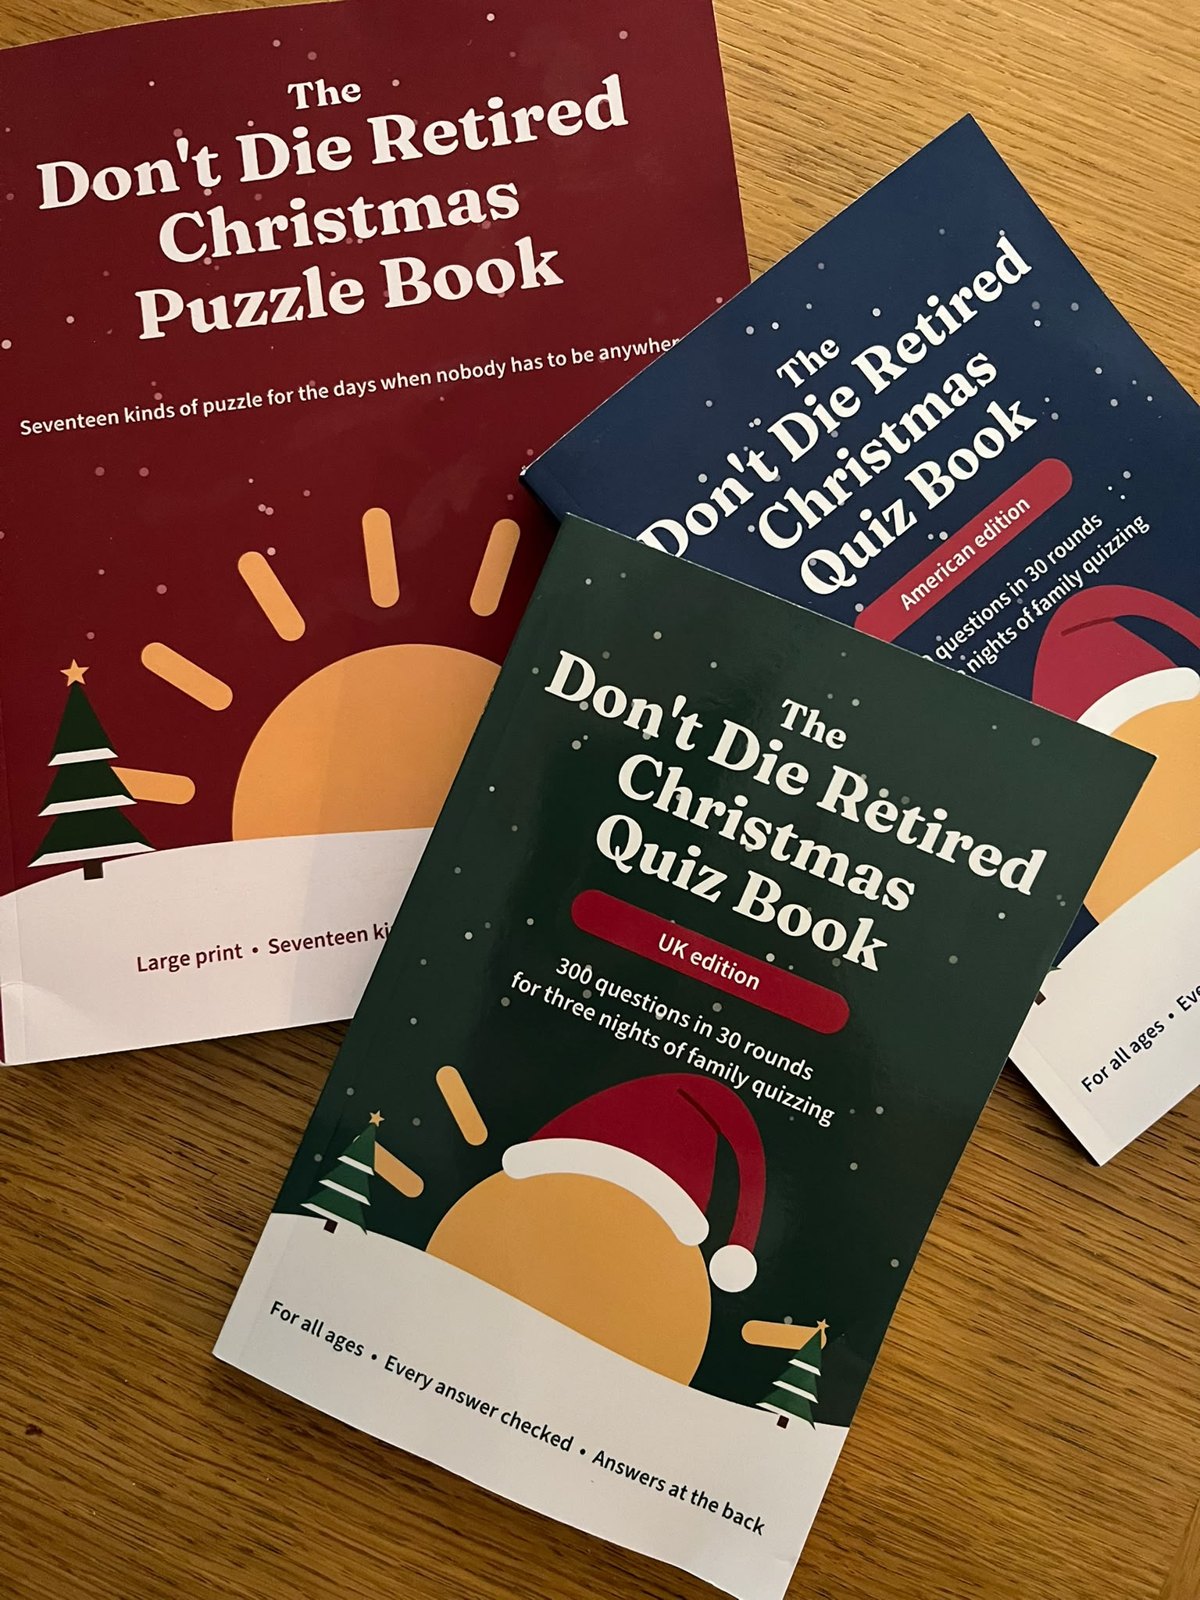 The
Don't Die Retired
Christmas
Puzzle Book
Seventeen kinds of puzzle for the days when nobody has to be
Large print • Seventeen
The
Don't Die Retired
Christmas
Quiz Book
American edition
questions in 30 rounds
nights of family quizzing
For all ages •
The
Don't Die Retired
Christmas
Quiz Book
UK edition
300 questions in 30 rounds
for three nights of family quizzing
For all ages • Every answer checked • Answers at the back